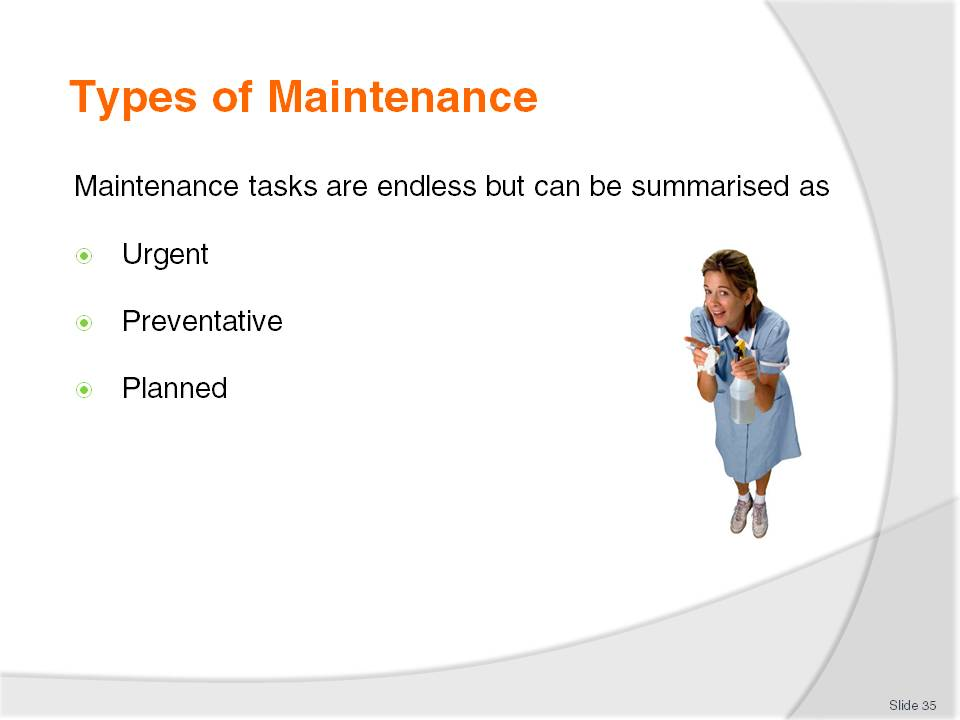 Types of Maintenance
Maintenance tasks are endless but can be summarised as
Urgent
Preventative
Planned
Slide 35